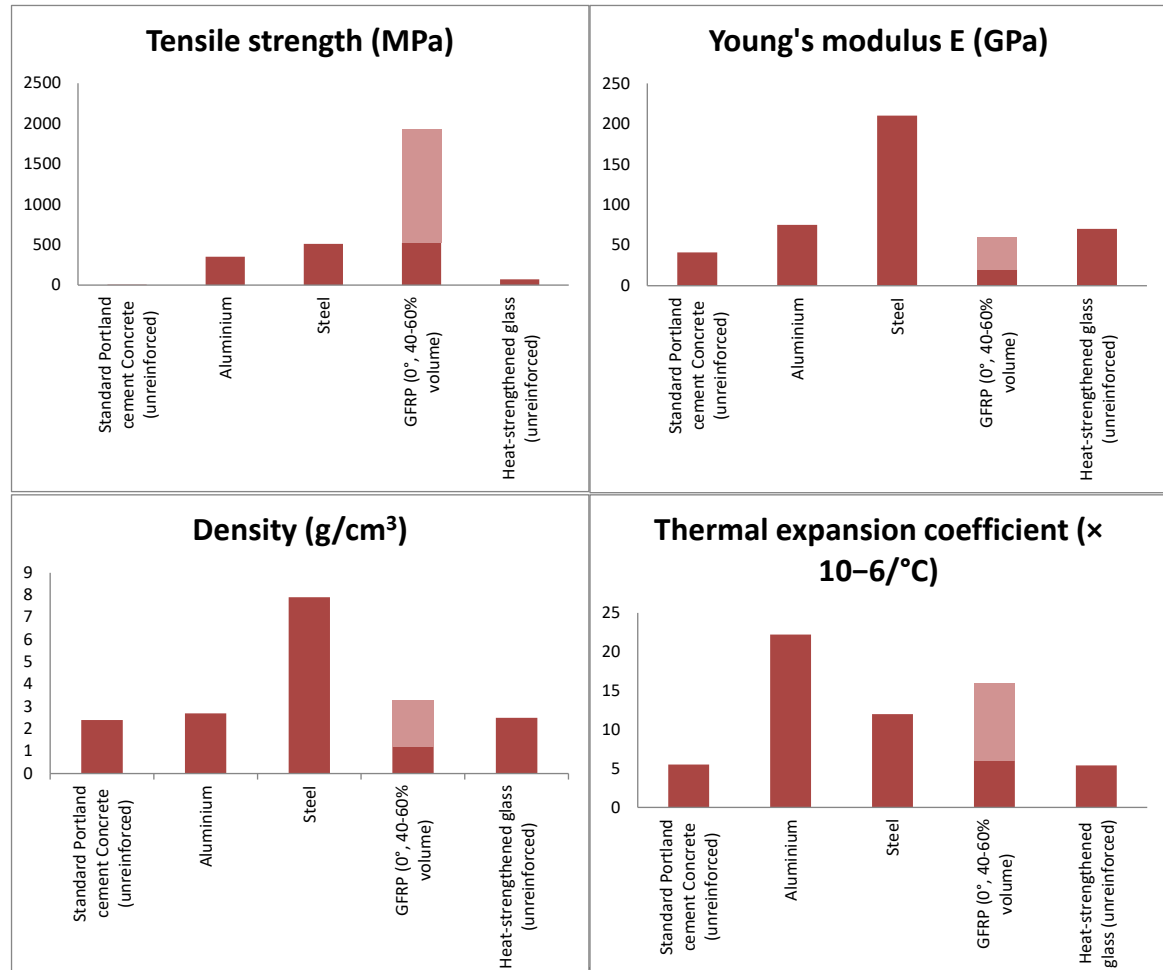 Tensile strength (MPa)
2500
2000
1500
1000
500
0
Standard Portland
cement Concrete
(unreinforced)
Aluminium
Steel
GFRP (0°, 40-60%
volume)
Heat-strengthened glass
(unreinforced)
Young's modulus E (GPa)
250
200
150
100
50
0
Standard Portland
cement Concrete
(unreinforced)
Aluminium
Steel
GFRP (0°, 40-60%
volume)
Heat-strengthened glass
(unreinforced)
Density (g/cm³)
9
8
7
6
5
4
3
2
1
0
Standard Portland
cement Concrete
(unreinforced)
Aluminium
Steel
GFRP (0°, 40-60%
volume)
Heat-strengthened glass
(unreinforced)
Thermal expansion coefficient (×
10−6/°C)
25
20
15
10
5
0
Standard Portland
cement Concrete
(unreinforced)
Aluminium
Steel
GFRP (0°, 40-60%
volume)
Heat-strengthened
glass (unreinforced)